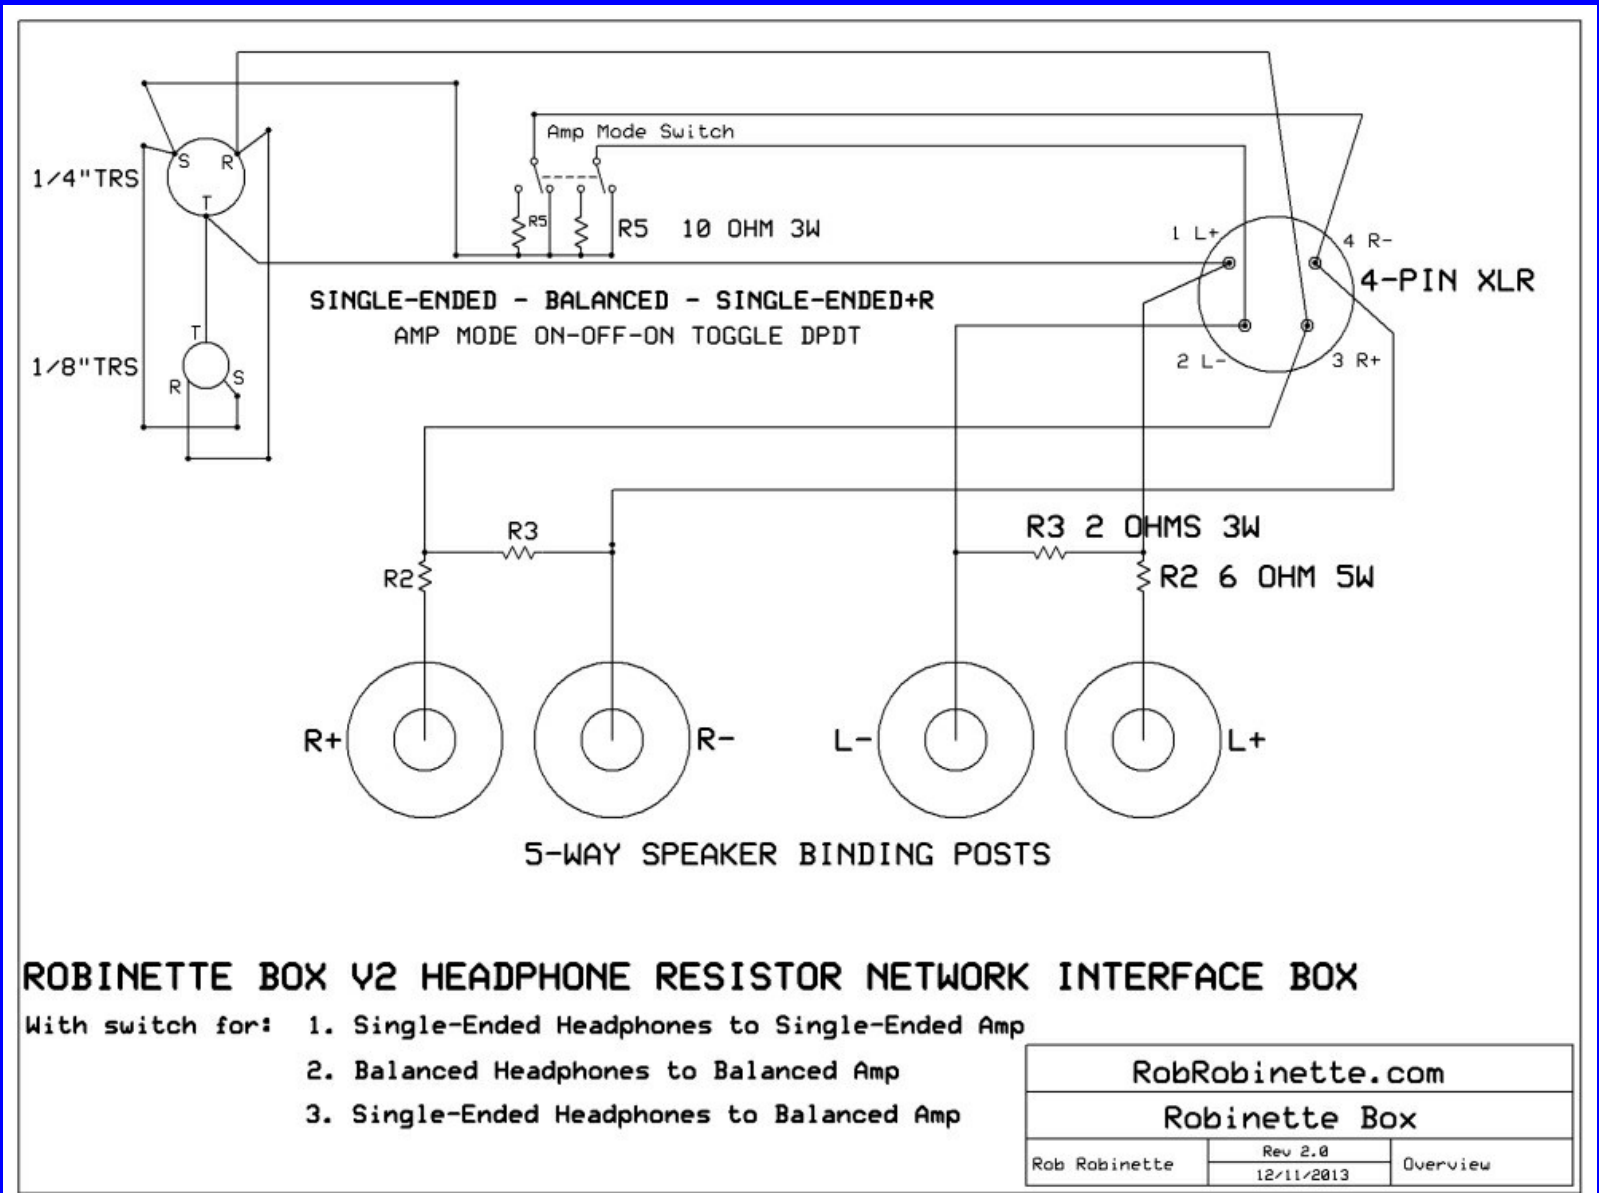 Amp Mode Switch
S R
1/4"TRS
T
R5
R5 10 OHM 3W
1 L+
4 R-
4-PIN XLR
SINGLE-ENDED - BALANCED - SINGLE-ENDED+R
AMP MODE ON-OFF-ON TOGGLE DPDT
T
1/8"TRS
R
S
2 L-
3 R+
R3
R3 2 OHMS 3W
R2
R2 6 OHM 5W
R+
R-
L-
L+
5-WAY SPEAKER BINDING POSTS
ROBINETTE BOX V2 HEADPHONE RESISTOR NETWORK INTERFACE BOX
With switch for: 1. Single-Ended Headphones to Single-Ended Amp
2. Balanced Headphones to Balanced Amp
3. Single-Ended Headphones to Balanced Amp
RobRobinette.com
Robinette Box
Rob Robinette
Rev 2.0
12/11/2013
Overview